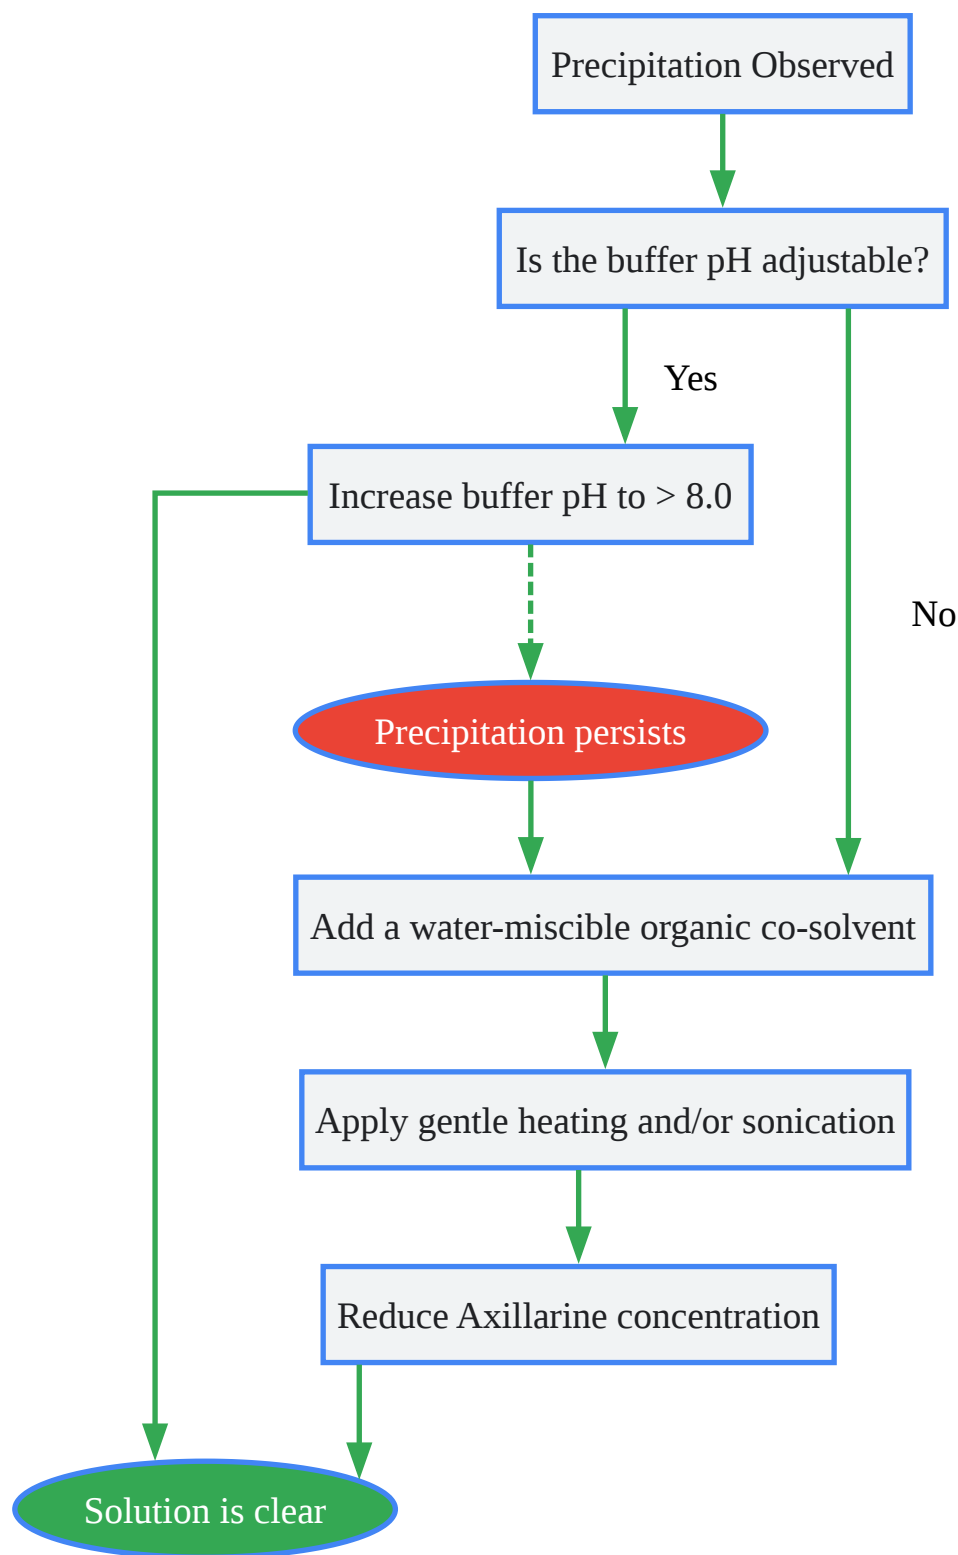 Precipitation Observed
Is the buffer pH adjustable?
Yes
Increase buffer pH to > 8.0
No
Precipitation persists
Add a water-miscible organic co-solvent
Apply gentle heating and/or sonication
Reduce Axillarine concentration
Solution is clear